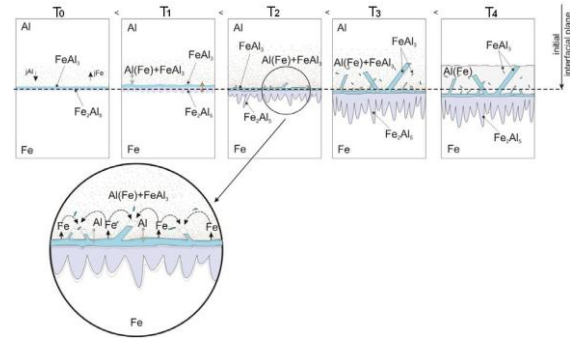 T₀ < T₁ < T₂ < T₃ < T₄
Al
FeAl₃
jAl
jFe
Fe₂Al₅
Fe
Al
FeAl₃
Al(Fe)+FeAl₃
Fe₂Al₅
Fe
Al
FeAl₃
Al(Fe)+FeAl₃
Fe₂Al₅
Fe
Al
FeAl₃
Al(Fe)+FeAl₃
Fe₂Al₅
Fe
Al
FeAl₃
Al(Fe)
Fe₂Al₅
Fe
initial
interfacial plane
Al(Fe)+FeAl₃
Fe Al Fe Al Fe Fe
Fe